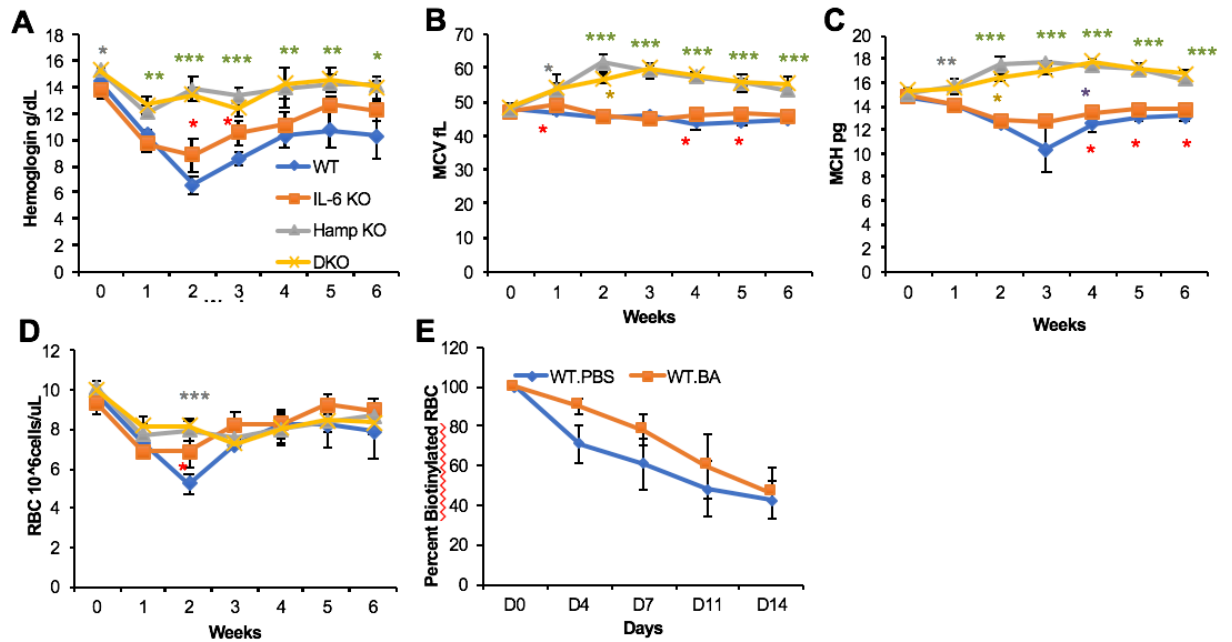 A
Hemoglogin g/dL
18
16
14
12
10
8
6
4
2
0
* ** *** *** ** ** *
* *
WT
IL-6 KO
Hamp KO
DKO
0 1 2 3 4 5 6
B
MCV fL
70
60
50
40
30
20
10
0
*** *** *** *** ***
*
*
* * *
0 1 2 3 4 5 6
Weeks
C
MCH pg
20
18
16
14
12
10
8
6
4
2
0
*** *** *** *** ***
**
* *
* * *
0 1 2 3 4 5 6
Weeks
D
RBC 10^6cells/uL
12
10
8
6
4
2
0
***
*
0 1 2 3 4 5 6
Weeks
E
Percent Biotinylated RBC
120
100
80
60
40
20
0
WT.PBS WT.BA
D0 D4 D7 D11 D14
Days